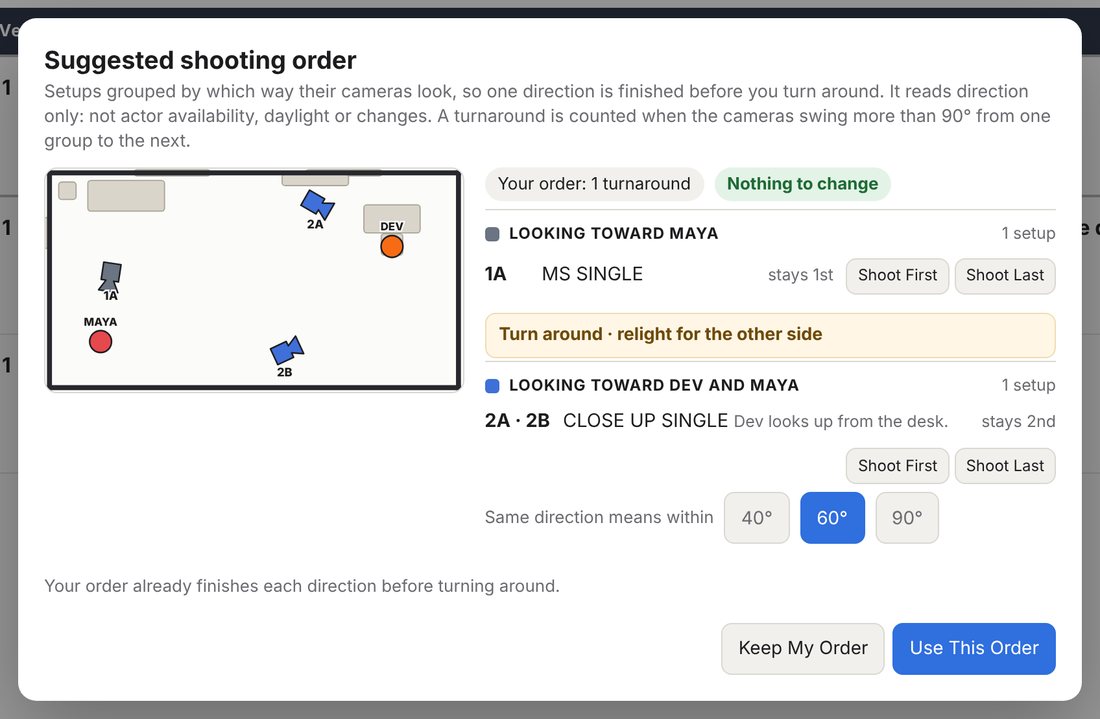 Ve
1
1
1
e c
Suggested shooting order
Setups grouped by which way their cameras look, so one direction is finished before you turn around. It reads direction
only: not actor availability, daylight or changes. A turnaround is counted when the cameras swing more than 90° from one
group to the next.
2A
DEV
1A
MAYA
2B
Your order: 1 turnaround
Nothing to change
LOOKING TOWARD MAYA
1 setup
1A MS SINGLE stays 1st Shoot First Shoot Last
Turn around · relight for the other side
LOOKING TOWARD DEV AND MAYA
1 setup
2A · 2B CLOSE UP SINGLE Dev looks up from the desk. stays 2nd
Shoot First Shoot Last
Same direction means within 40° 60° 90°
Your order already finishes each direction before turning around.
Keep My Order Use This Order